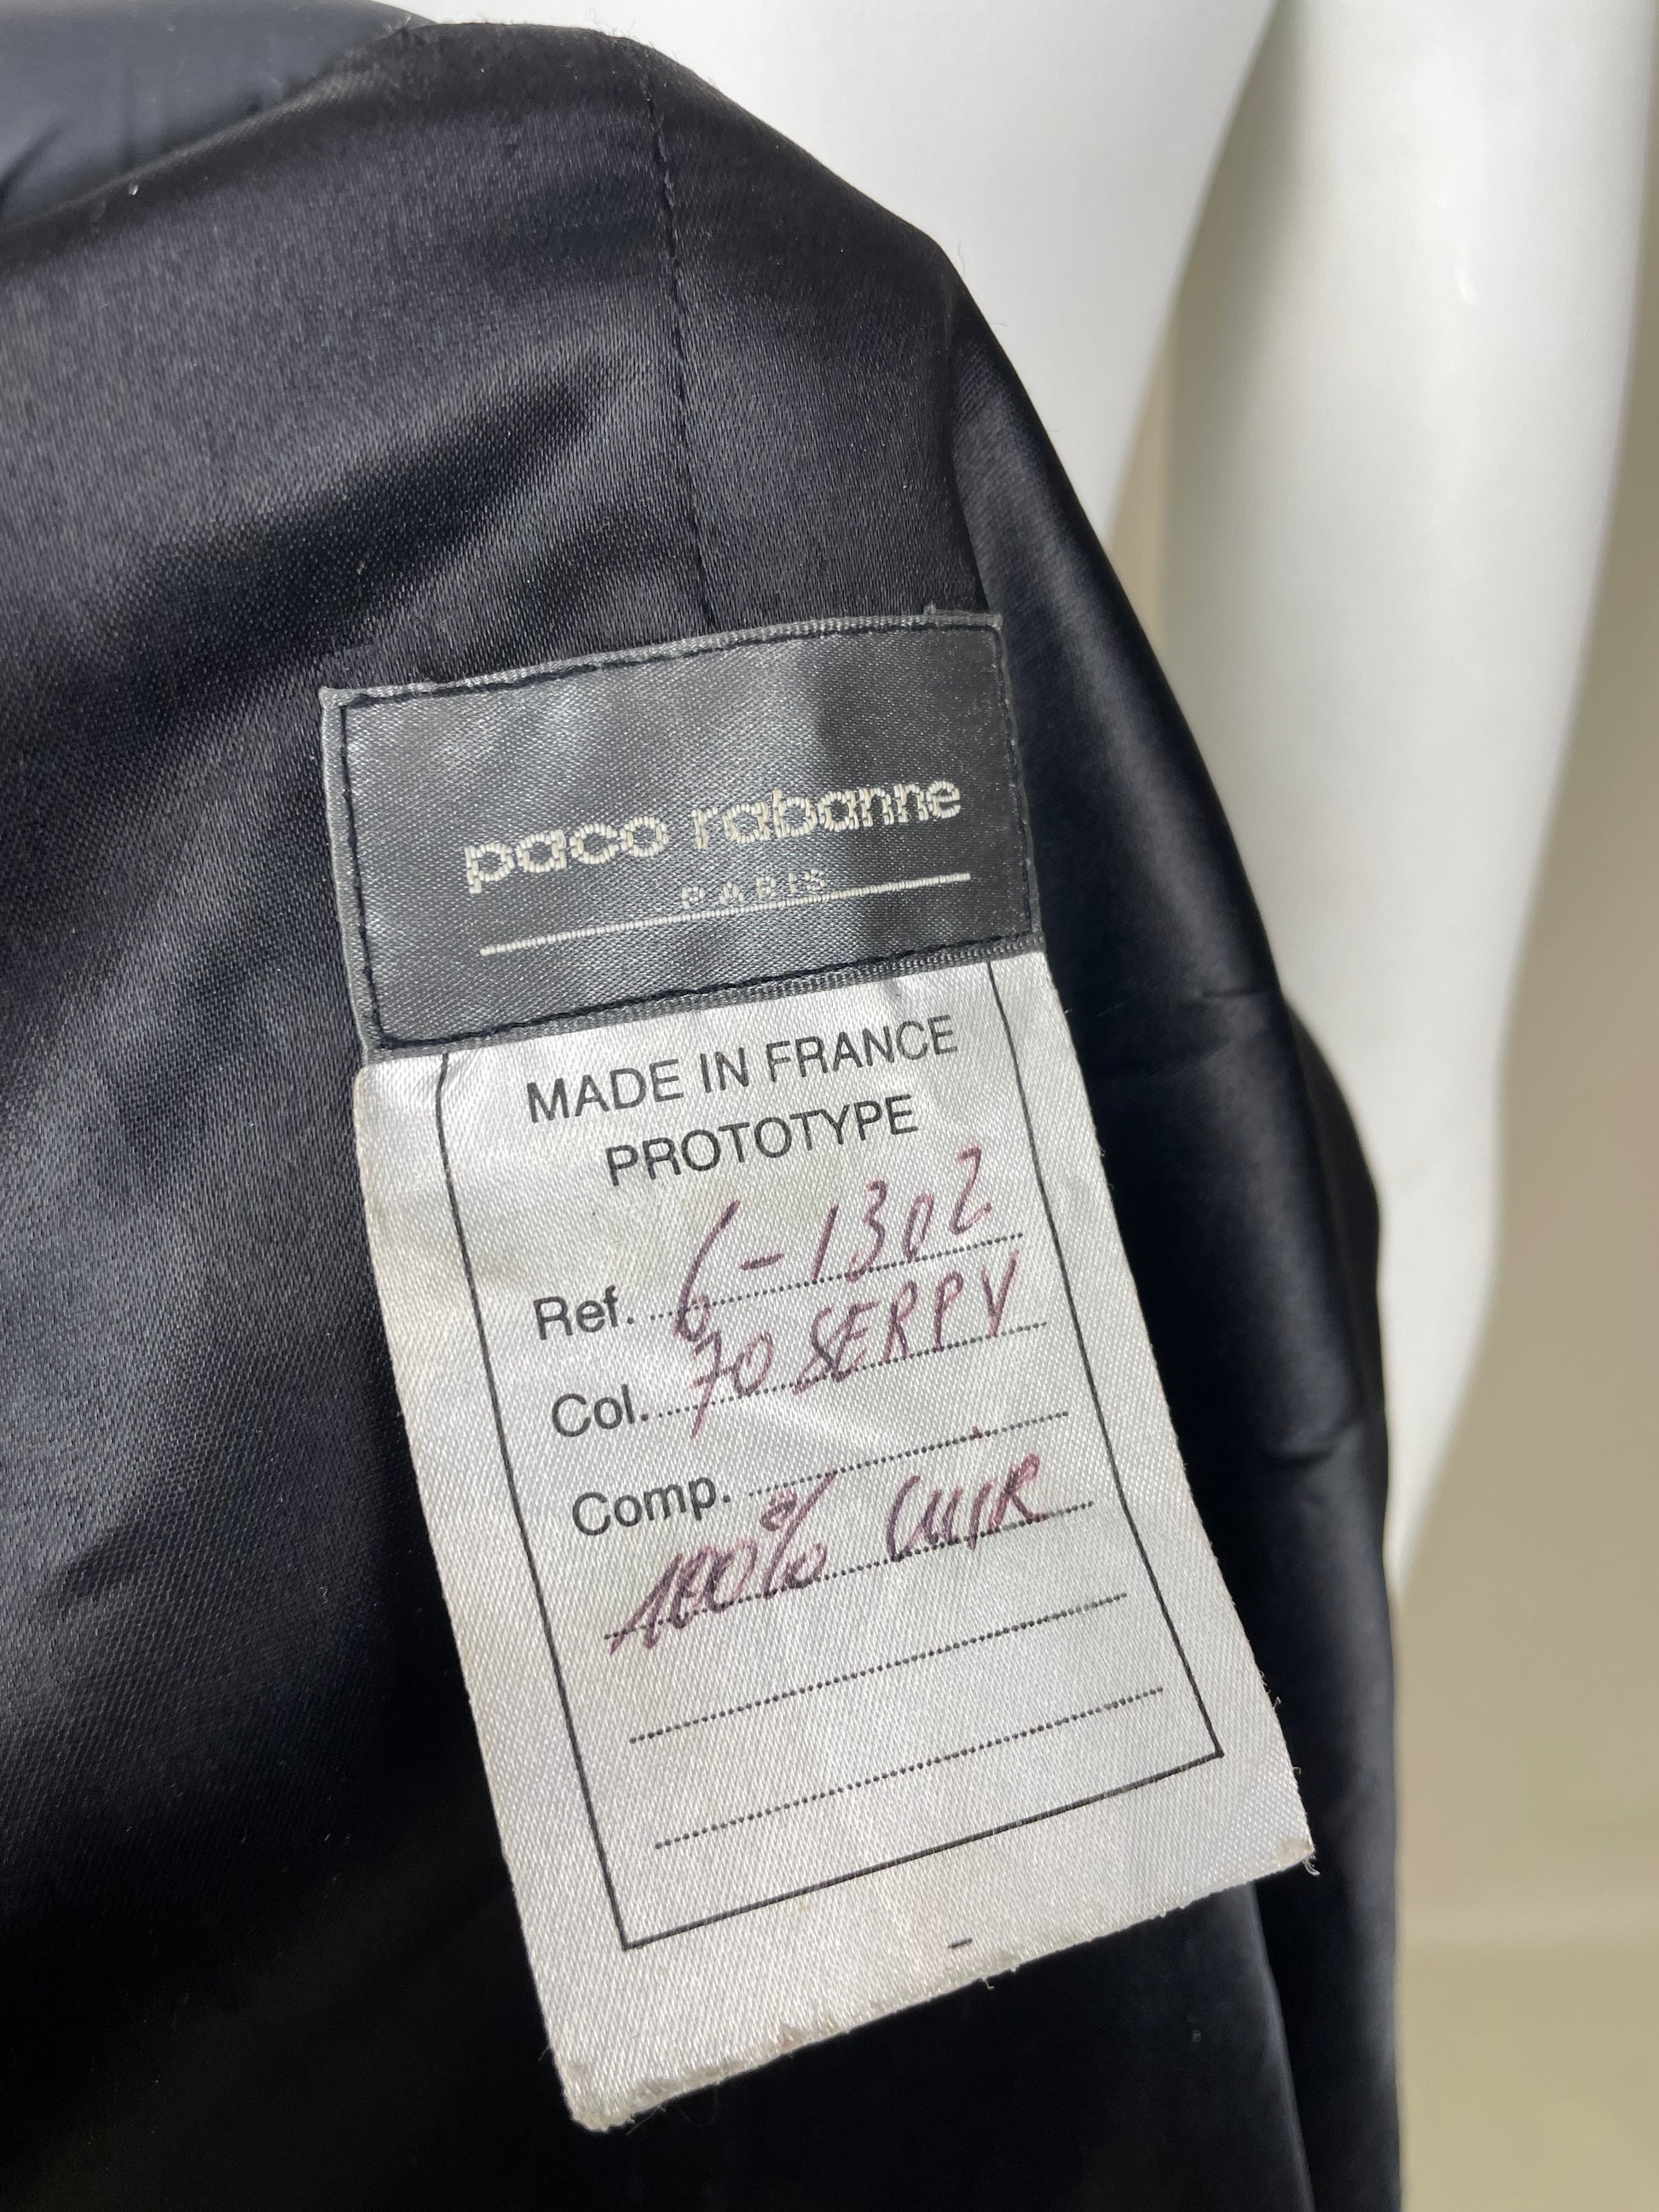 paco rabanne
PARIS
MADE IN FRANCE
PROTOTYPE
Ref. 6-1302
Col. 70 SERPV
Comp.
100% CUIR